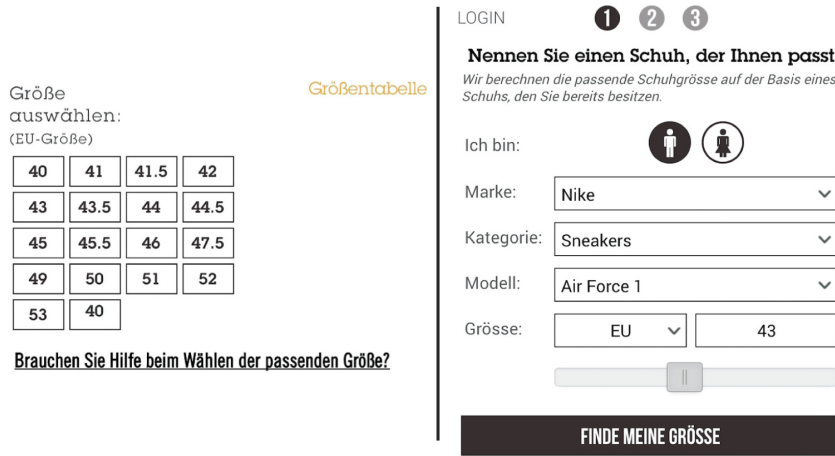 Größe
auswählen:
(EU-Größe)
Größentabelle
40 41 41.5 42
43 43.5 44 44.5
45 45.5 46 47.5
49 50 51 52
53 40
Brauchen Sie Hilfe beim Wählen der passenden Größe?
LOGIN 1 2 3
Nennen Sie einen Schuh, der Ihnen passt
Wir berechnen die passende Schuhgrösse auf der Basis eines
Schuhs, den Sie bereits besitzen.
Ich bin:
Marke: Nike
Kategorie: Sneakers
Modell: Air Force 1
Grösse: EU 43
FINDE MEINE GRÖSSE